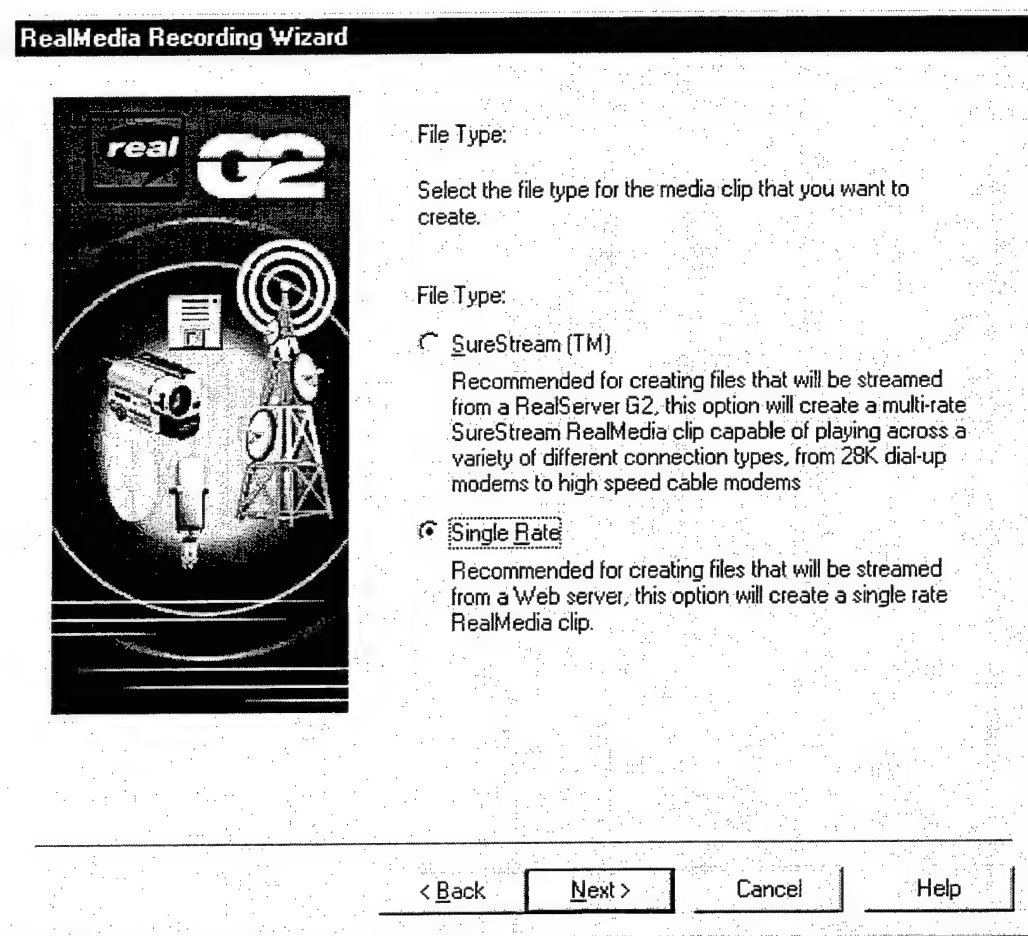 RealMedia Recording Wizard
real
G2
File Type:
Select the file type for the media clip that you want to
create.
File Type:
SureStream (TM)
Recommended for creating files that will be streamed
from a RealServer G2, this option will create a multi-rate
SureStream RealMedia clip capable of playing across a
variety of different connection types, from 28K dial-up
modems to high speed cable modems
Single Rate
Recommended for creating files that will be streamed
from a Web server, this option will create a single rate
RealMedia clip.
< Back Next > Cancel Help